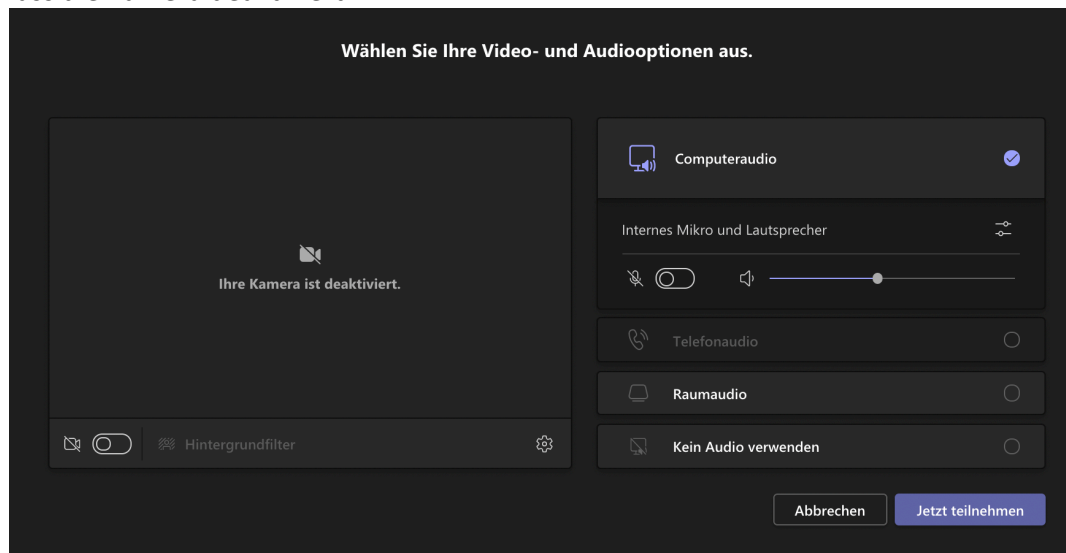 Wählen Sie Ihre Video- und Audiooptionen aus.
Ihre Kamera ist deaktiviert.
Hintergrundfilter
Computeraudio
Internes Mikro und Lautsprecher
Telefonaudio
Raumaudio
Kein Audio verwenden
Abbrechen
Jetzt teilnehmen